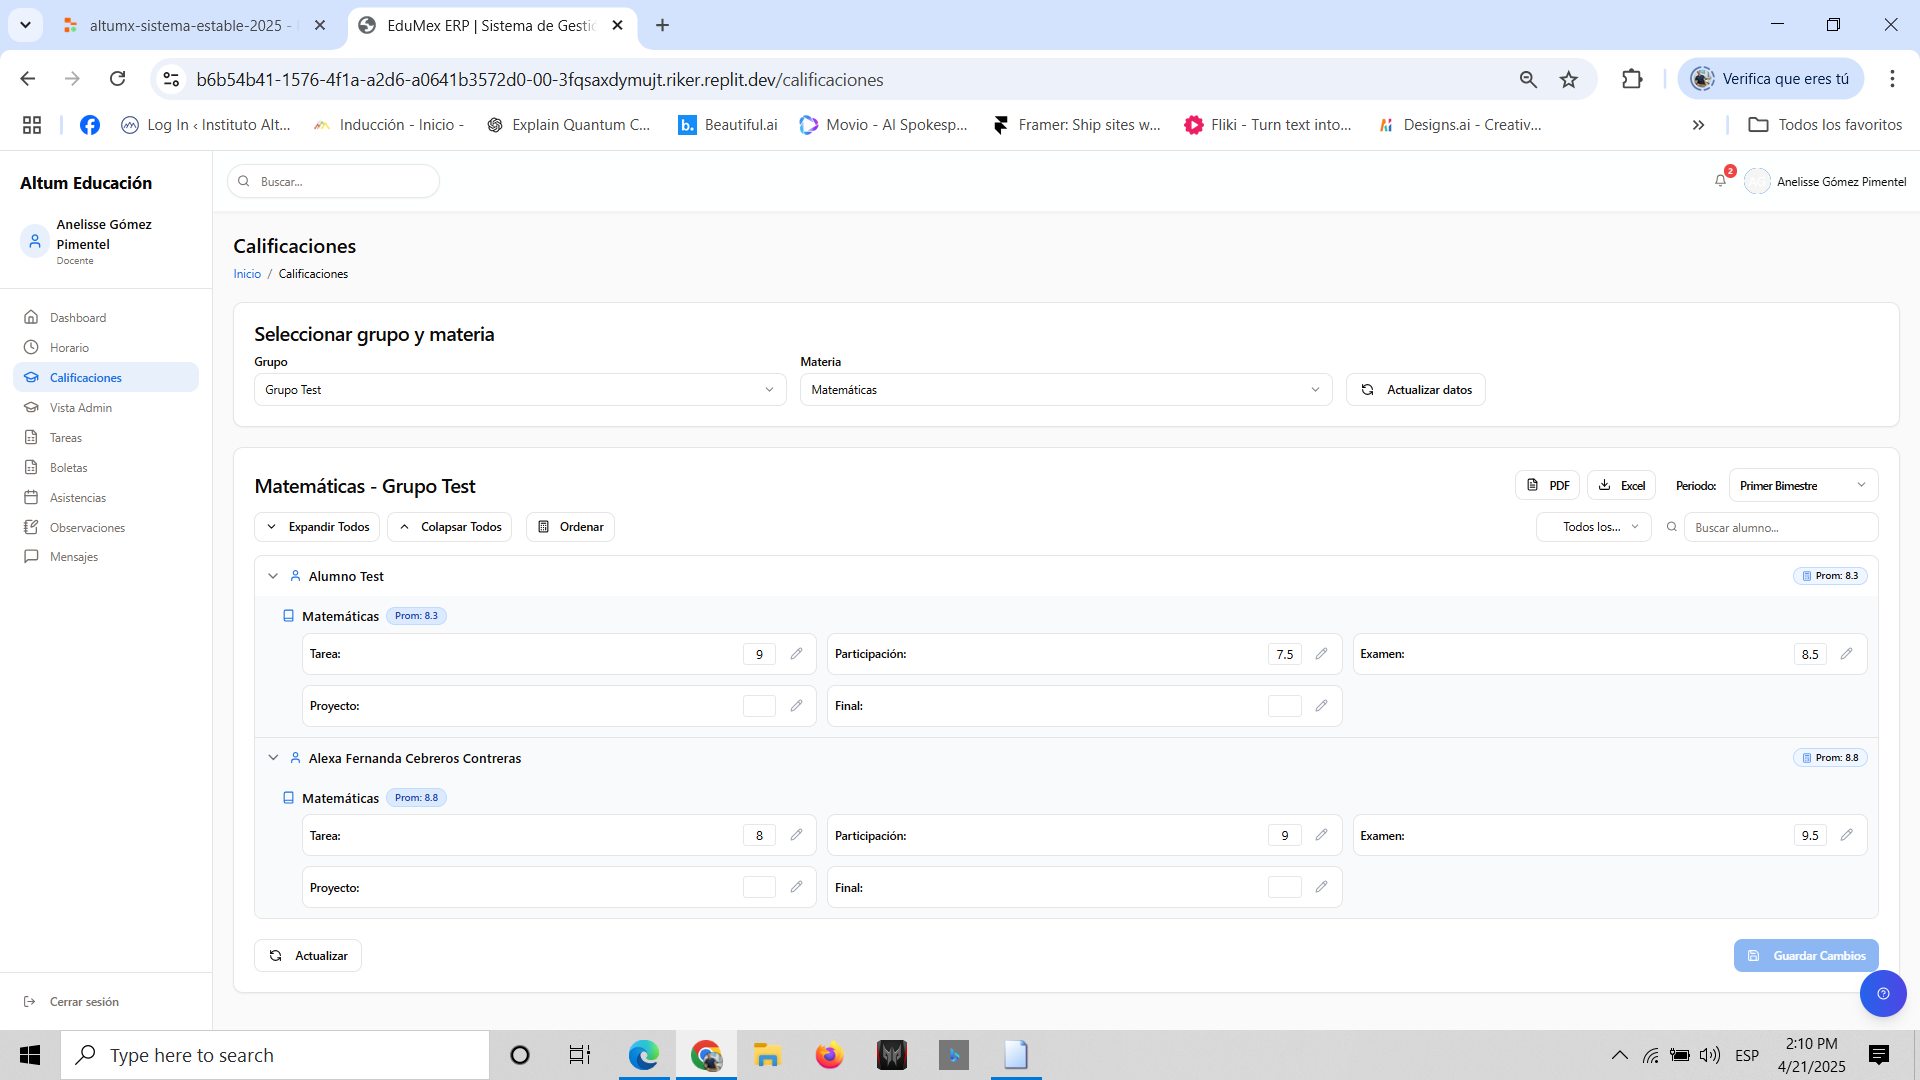 altumx-sistema-estable-2025 -
EduMex ERP | Sistema de Gesti
b6b54b41-1576-4f1a-a2d6-a0641b3572d0-00-3fqsaxdymujt.riker.replit.dev/calificaciones
Verifica que eres tú
Log In ‹ Instituto Alt...
Inducción - Inicio -
Explain Quantum C...
b.
Beautiful.ai
Movio - AI Spokesp...
Framer: Ship sites w...
Fliki - Turn text into...
Designs.ai - Creativ...
Todos los favoritos
Altum Educación
Buscar...
2
Anelisse Gómez Pimentel
Anelisse Gómez
Pimentel
Docente
Dashboard
Horario
Calificaciones
Vista Admin
Tareas
Boletas
Asistencias
Observaciones
Mensajes
Cerrar sesión
Calificaciones
Inicio / Calificaciones
Seleccionar grupo y materia
Grupo
Materia
Grupo Test
Matemáticas
Actualizar datos
Matemáticas - Grupo Test
PDF
Excel
Periodo:
Primer Bimestre
Expandir Todos
Colapsar Todos
Ordenar
Todos los...
Buscar alumno...
Alumno Test
Prom: 8.3
Matemáticas
Prom: 8.3
Tarea: 9
Participación: 7.5
Examen: 8.5
Proyecto:
Final:
Alexa Fernanda Cebreros Contreras
Prom: 8.8
Matemáticas
Prom: 8.8
Tarea: 8
Participación: 9
Examen: 9.5
Proyecto:
Final:
Actualizar
Guardar Cambios
Type here to search
ESP
2:10 PM
4/21/2025